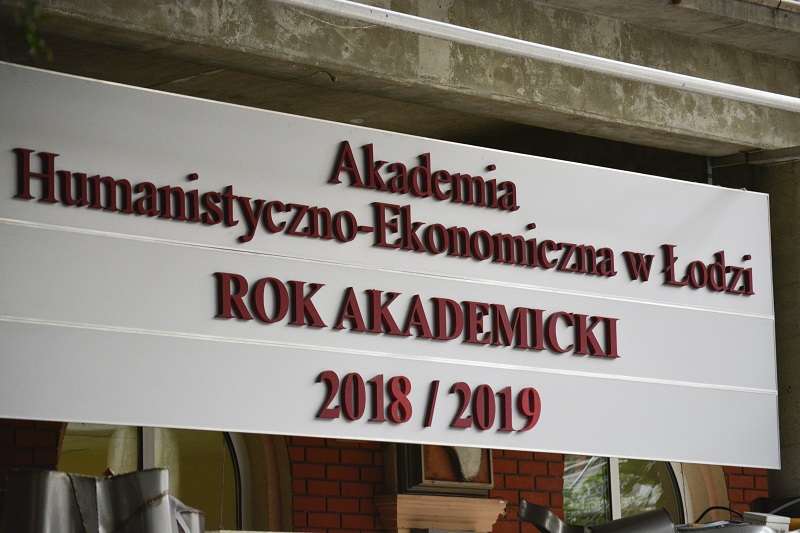 Akademia
Humanistyczno-Ekonomiczna w Łodzi
ROK AKADEMICKI
2018 / 2019